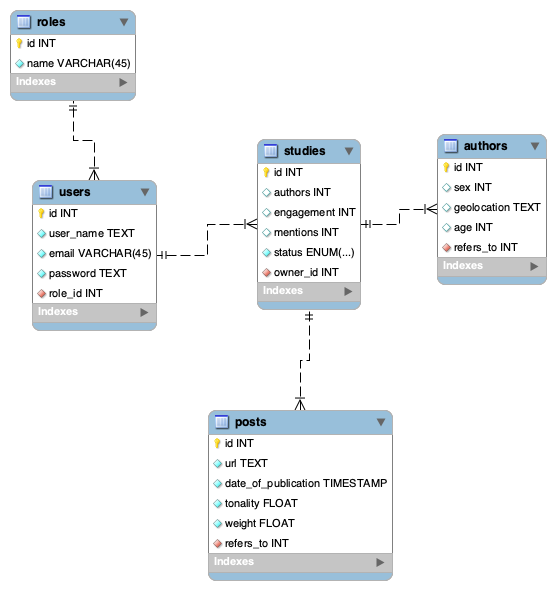 roles
id INT
name VARCHAR(45)
Indexes
users
id INT
user_name TEXT
email VARCHAR(45)
password TEXT
role_id INT
Indexes
studies
id INT
authors INT
engagement INT
mentions INT
status ENUM(...)
owner_id INT
Indexes
authors
id INT
sex INT
geolocation TEXT
age INT
refers_to INT
Indexes
posts
id INT
url TEXT
date_of_publication TIMESTAMP
tonality FLOAT
weight FLOAT
refers_to INT
Indexes